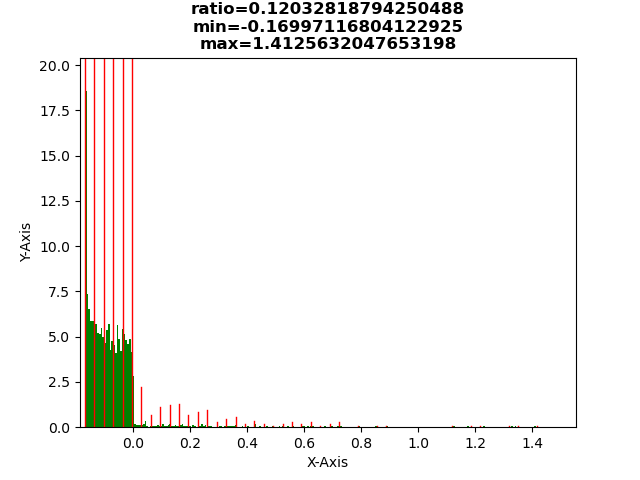 ratio=0.12032818794250488
min=-0.16997116804122925
max=1.4125632047653198
20.0
17.5
15.0
12.5
10.0
7.5
5.0
2.5
0.0
Y-Axis
0.0 0.2 0.4 0.6 0.8 1.0 1.2 1.4
X-Axis